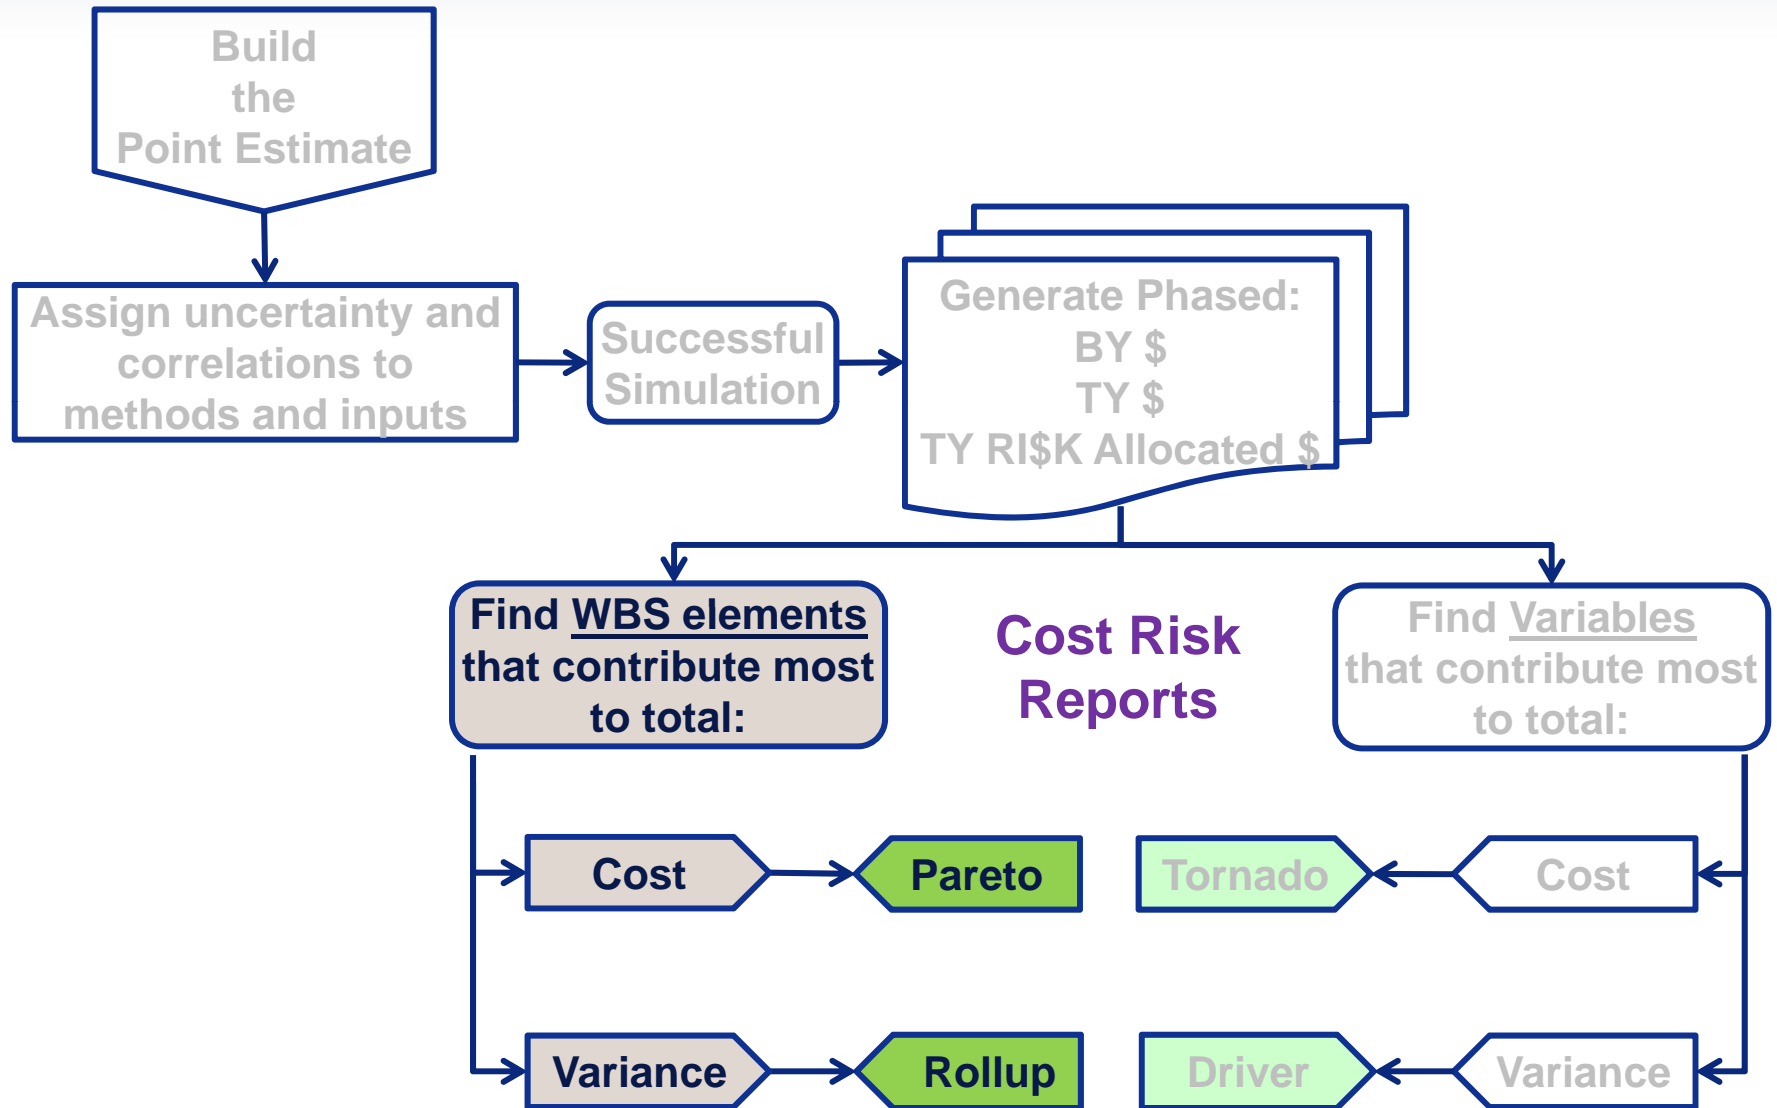 Build
the
Point Estimate
Assign uncertainty and
correlations to
methods and inputs
Successful
Simulation
Generate Phased:
BY $
TY $
TY RI$K Allocated $
Find WBS elements
that contribute most
to total:
Cost Risk
Reports
Find Variables
that contribute most
to total:
Cost
Pareto
Tornado
Cost
Variance
Rollup
Driver
Variance